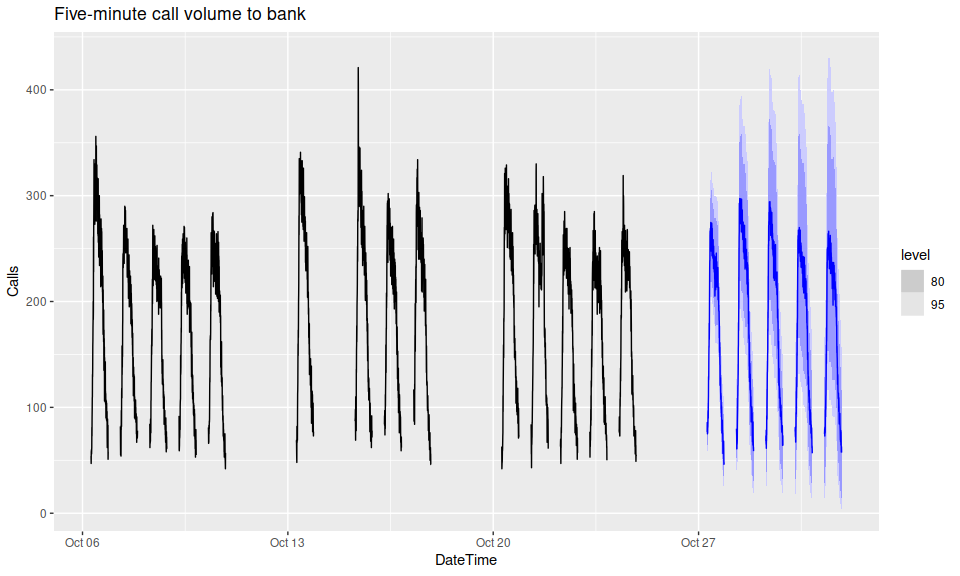 Five-minute call volume to bank
Calls
400
300
200
100
0
Oct 06
Oct 13
Oct 20
Oct 27
DateTime
level
80
95